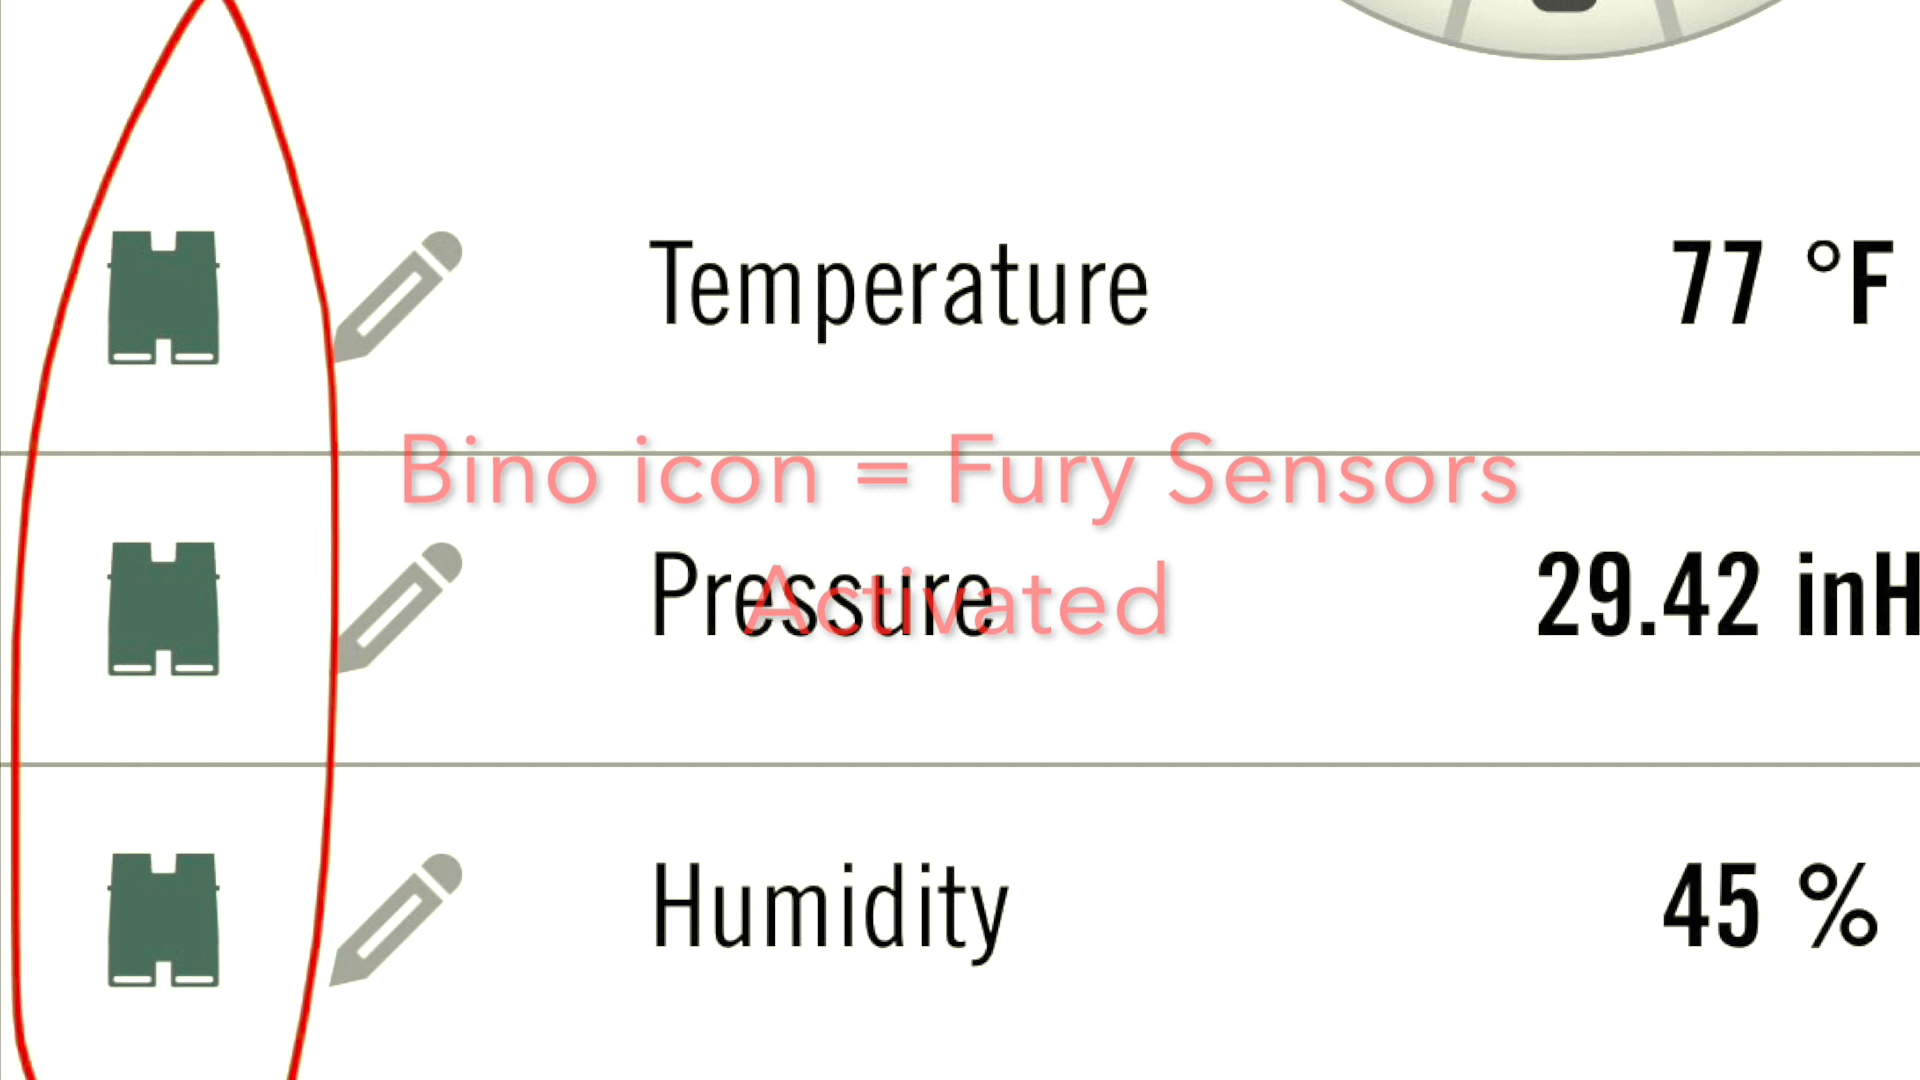 Temperature 77 °F
Bino icon = Fury Sensors
Activated
Pressure 29.42 inH
Humidity 45 %